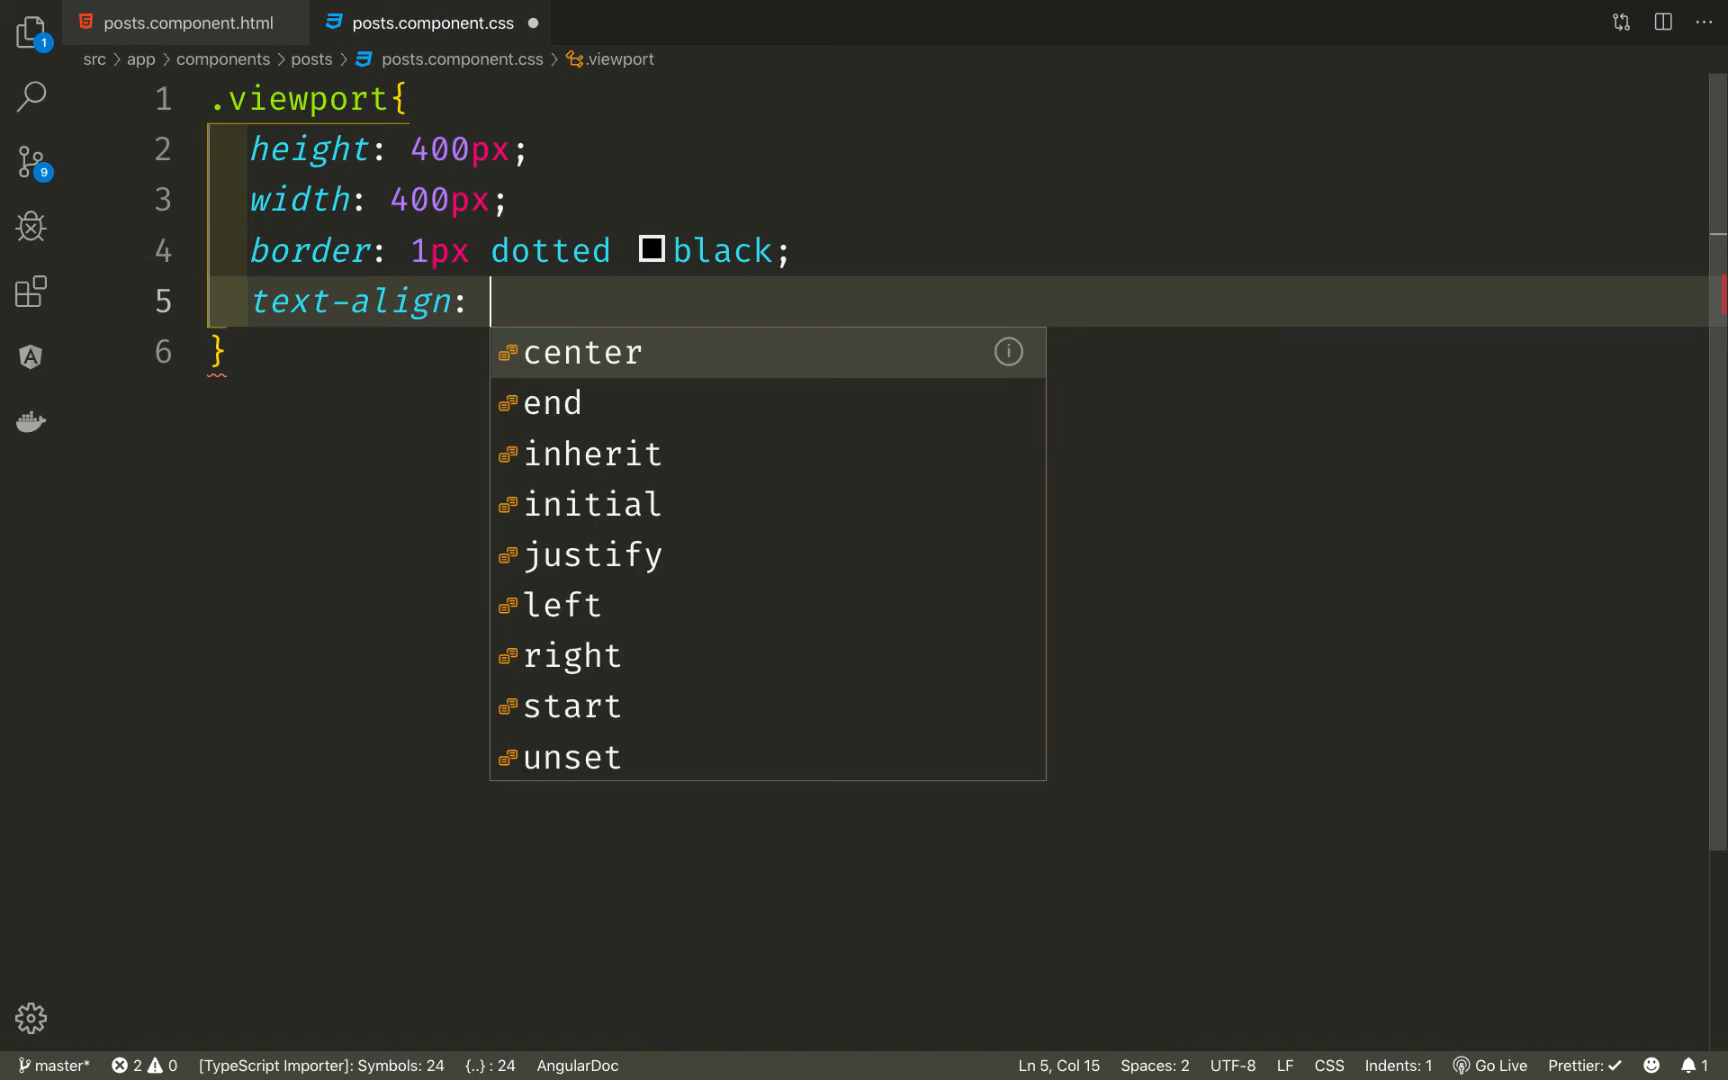 posts.component.html
posts.component.css
src > app > components > posts > posts.component.css > .viewport
1 .viewport{
2 height: 400px;
3 width: 400px;
4 border: 1px dotted black;
5 text-align:
6 }
center
end
inherit
initial
justify
left
right
start
unset
1
9
master* 2 0 [TypeScript Importer]: Symbols: 24 {..} : 24 AngularDoc Ln 5, Col 15 Spaces: 2 UTF-8 LF CSS Indents: 1 Go Live Prettier: ✓ 1